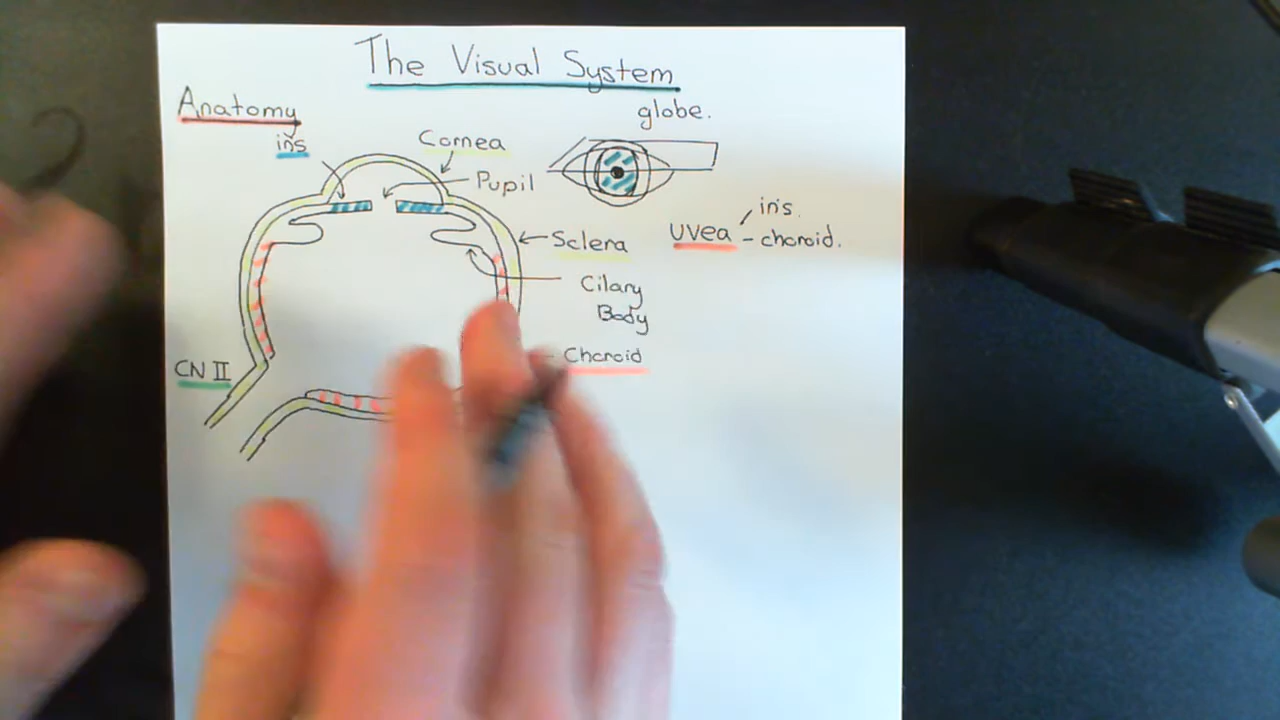 The Visual System
Anatomy
globe.
iris
Cornea
Pupil
iris.
uvea
- choroid.
Sclera
Cilary
Body
Choroid
CN II